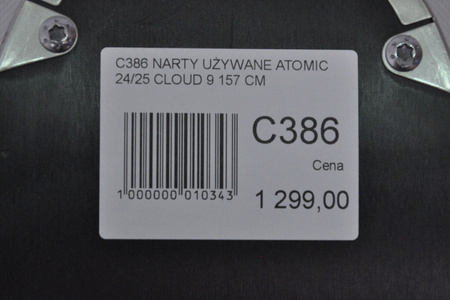 C386 NARTY UŻYWANE ATOMIC
24/25 CLOUD 9 157 CM
C386
Cena
1 000000 010343
1 299,00